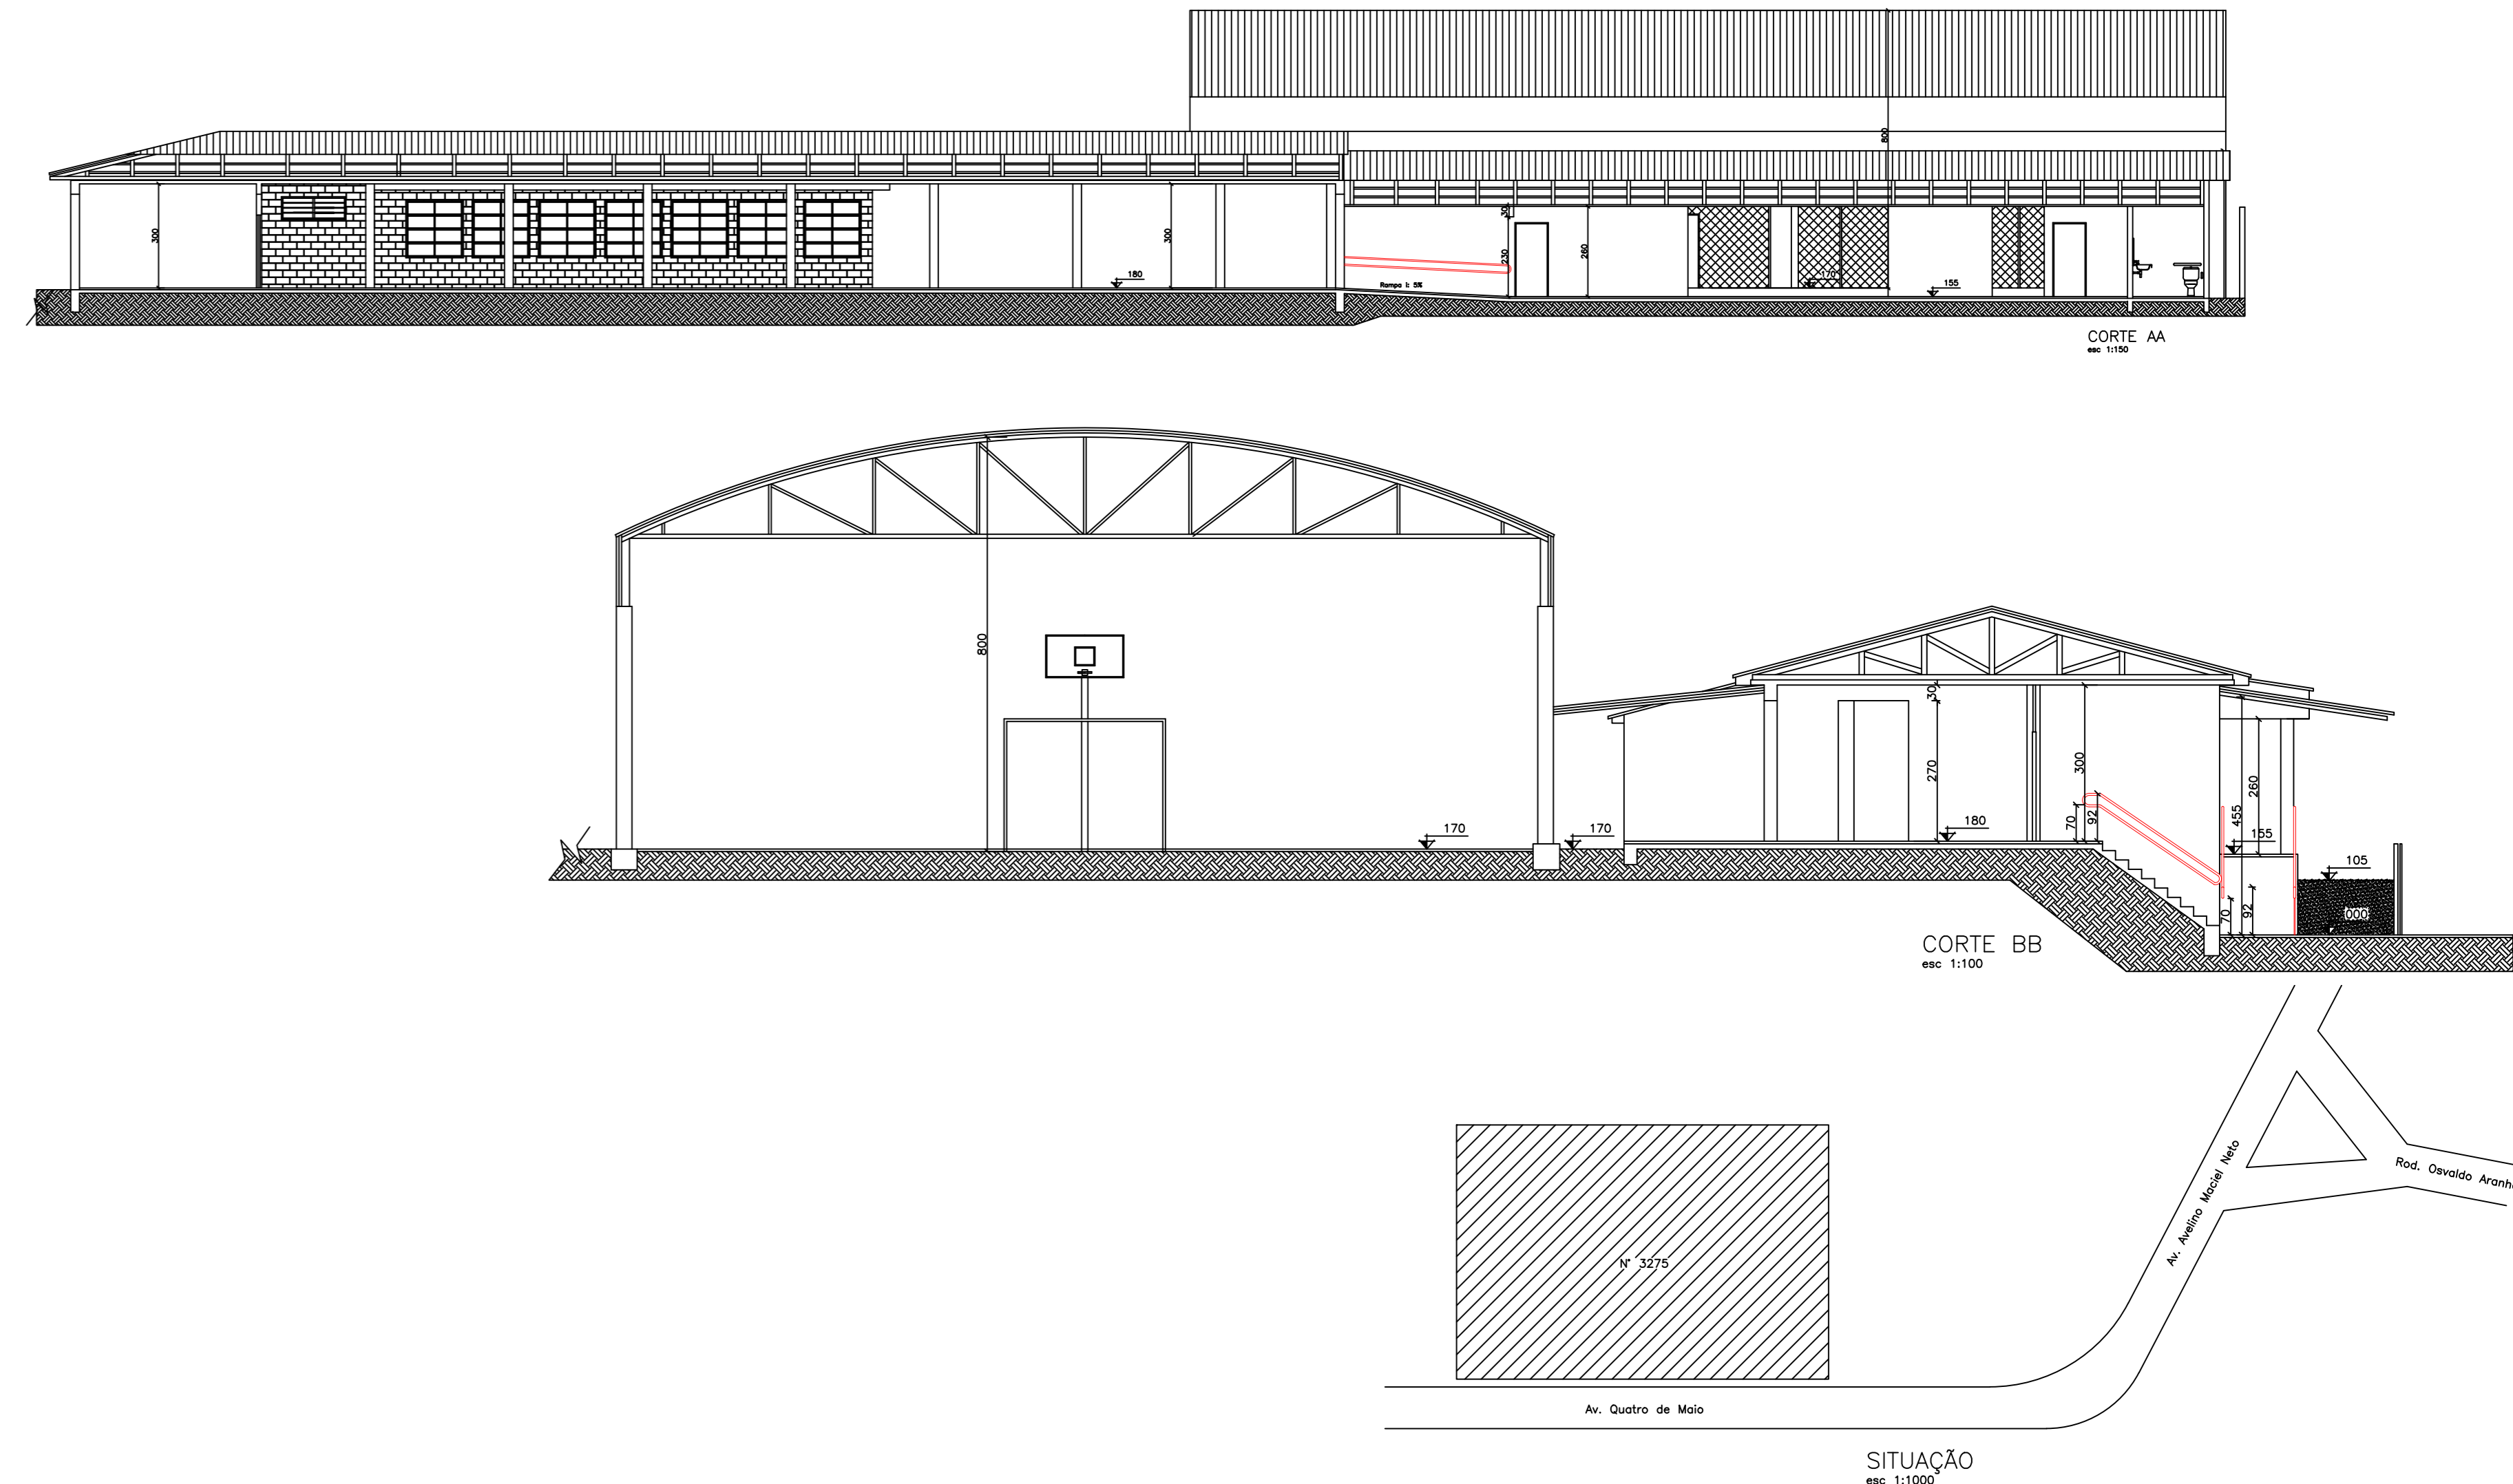 800
300
300
180
Rampa I: 5%
30
230
260
170
155
CORTE AA
esc 1:150
800
170
170
30
270
180
300
70
92
455
260
155
70
92
105
000
CORTE BB
esc 1:100
Av. Avelino Maciel Neto
Rod. Osvaldo Aranha
N° 3275
Av. Quatro de Maio
SITUAÇÃO
esc 1:1000